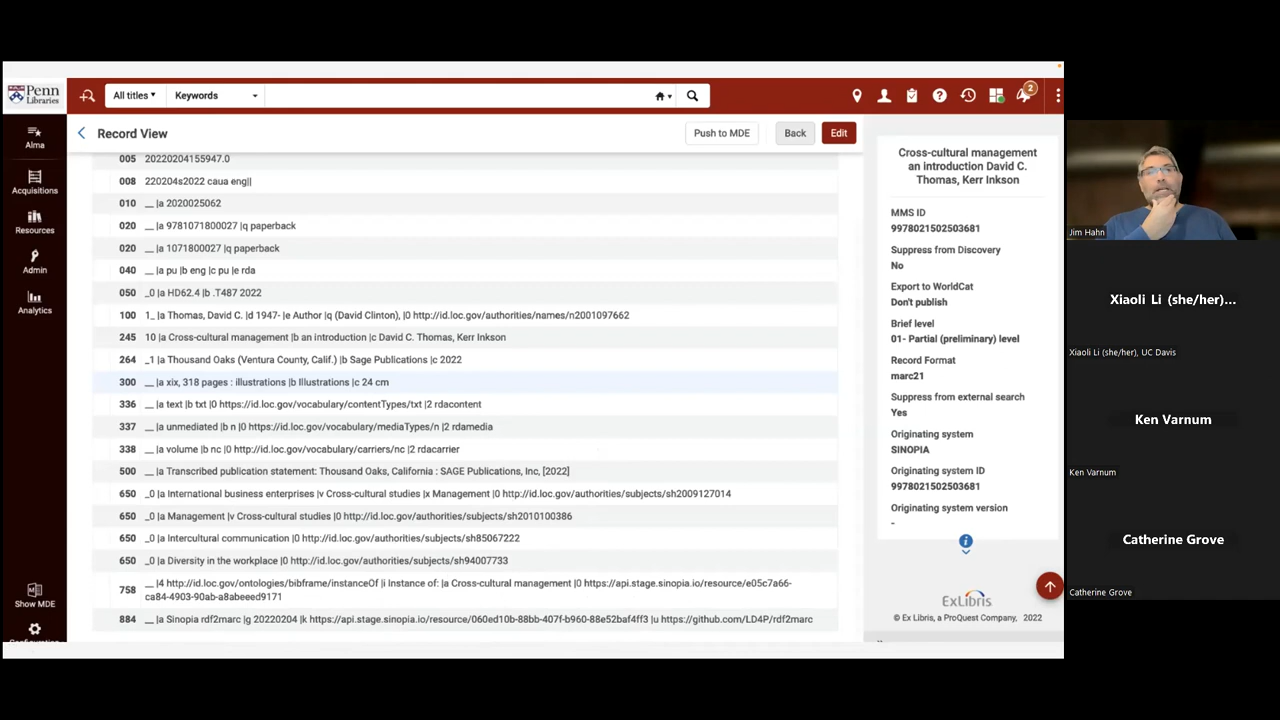 Penn
Libraries
All titles
Keywords
2
Alma
Acquisitions
Resources
Admin
Analytics
Show MDE
Record View
Push to MDE
Back
Edit
005 20220204155947.0
008 220204s2022 caua eng||
010 __ |a 2020025062
020 __ |a 9781071800027 |q paperback
020 __ |a 1071800027 |q paperback
040 __ |a pu |b eng |c pu |e rda
050 _0 |a HD62.4 |b .T487 2022
100 1_ |a Thomas, David C. |d 1947- |e Author |q (David Clinton), |0 http://id.loc.gov/authorities/names/n2001097662
245 10 |a Cross-cultural management |b an introduction |c David C. Thomas, Kerr Inkson
264 _1 |a Thousand Oaks (Ventura County, Calif.) |b Sage Publications |c 2022
300 __ |a xix, 318 pages : illustrations |b Illustrations |c 24 cm
336 __ |a text |b txt |0 https://id.loc.gov/vocabulary/contentTypes/txt |2 rdacontent
337 __ |a unmediated |b n |0 https://id.loc.gov/vocabulary/mediaTypes/n |2 rdamedia
338 __ |a volume |b nc |0 http://id.loc.gov/vocabulary/carriers/nc |2 rdacarrier
500 __ |a Transcribed publication statement: Thousand Oaks, California : SAGE Publications, Inc, [2022]
650 _0 |a International business enterprises |v Cross-cultural studies |x Management |0 http://id.loc.gov/authorities/subjects/sh2009127014
650 _0 |a Management |v Cross-cultural studies |0 http://id.loc.gov/authorities/subjects/sh2010100386
650 _0 |a Intercultural communication |0 http://id.loc.gov/authorities/subjects/sh85067222
650 _0 |a Diversity in the workplace |0 http://id.loc.gov/authorities/subjects/sh94007733
758 __ |4 http://id.loc.gov/ontologies/bibframe/instanceOf |i Instance of: |a Cross-cultural management |0 https://api.stage.sinopia.io/resource/e05c7a66-
ca84-4903-90ab-a8abeeed9171
884 __ |a Sinopia rdf2marc |g 20220204 |k https://api.stage.sinopia.io/resource/060ed10b-88bb-407f-b960-88e52baf4ff3 |u https://github.com/LD4P/rdf2marc
Cross-cultural management
an introduction David C.
Thomas, Kerr Inkson
MMS ID
9978021502503681
Suppress from Discovery
No
Export to WorldCat
Don't publish
Brief level
01- Partial (preliminary) level
Record Format
marc21
Suppress from external search
Yes
Originating system
SINOPIA
Originating system ID
9978021502503681
Originating system version
-
ExLibris
© Ex Libris, a ProQuest Company, 2022
Jim Hahn
Xiaoli Li (she/her)...
Xiaoli Li (she/her), UC Davis
Ken Varnum
Ken Varnum
Catherine Grove
Catherine Grove